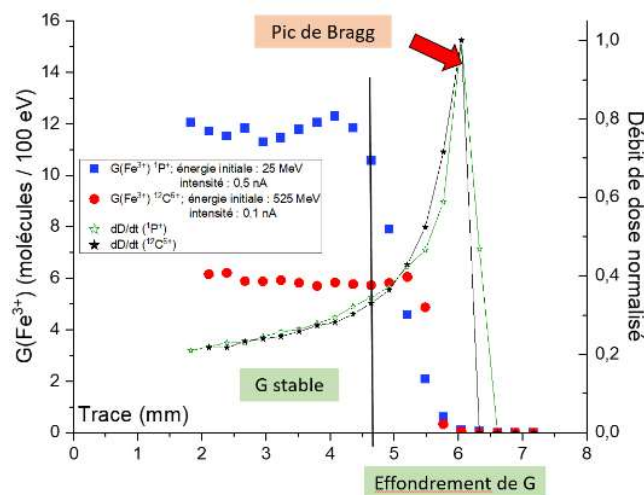 Pic de Bragg
G(Fe³⁺) (molécules / 100 eV)
16
14
12
10
8
6
4
2
0
G(Fe³⁺) ¹P⁺; énergie initiale : 25 MeV
intensité : 0,5 nA
G(Fe³⁺) ¹²C⁶⁺; énergie initiale : 525 MeV
intensité : 0.1 nA
dD/dt (¹P⁺)
dD/dt (¹²C⁶⁺)
G stable
Trace (mm)
0 1 2 3 4 5 6 7 8
1,0
0,8
0,6
0,4
0,2
0,0
Débit de dose normalisé
Effondrement de G